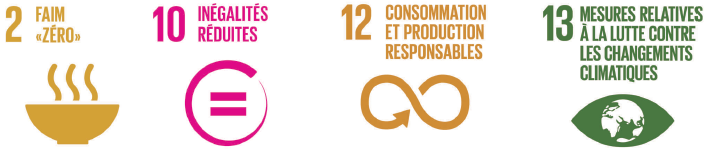 2 FAIM
«ZÉRO»
10 INÉGALITÉS
RÉDUITES
12 CONSOMMATION
ET PRODUCTION
RESPONSABLES
13 MESURES RELATIVES
À LA LUTTE CONTRE
LES CHANGEMENTS
CLIMATIQUES